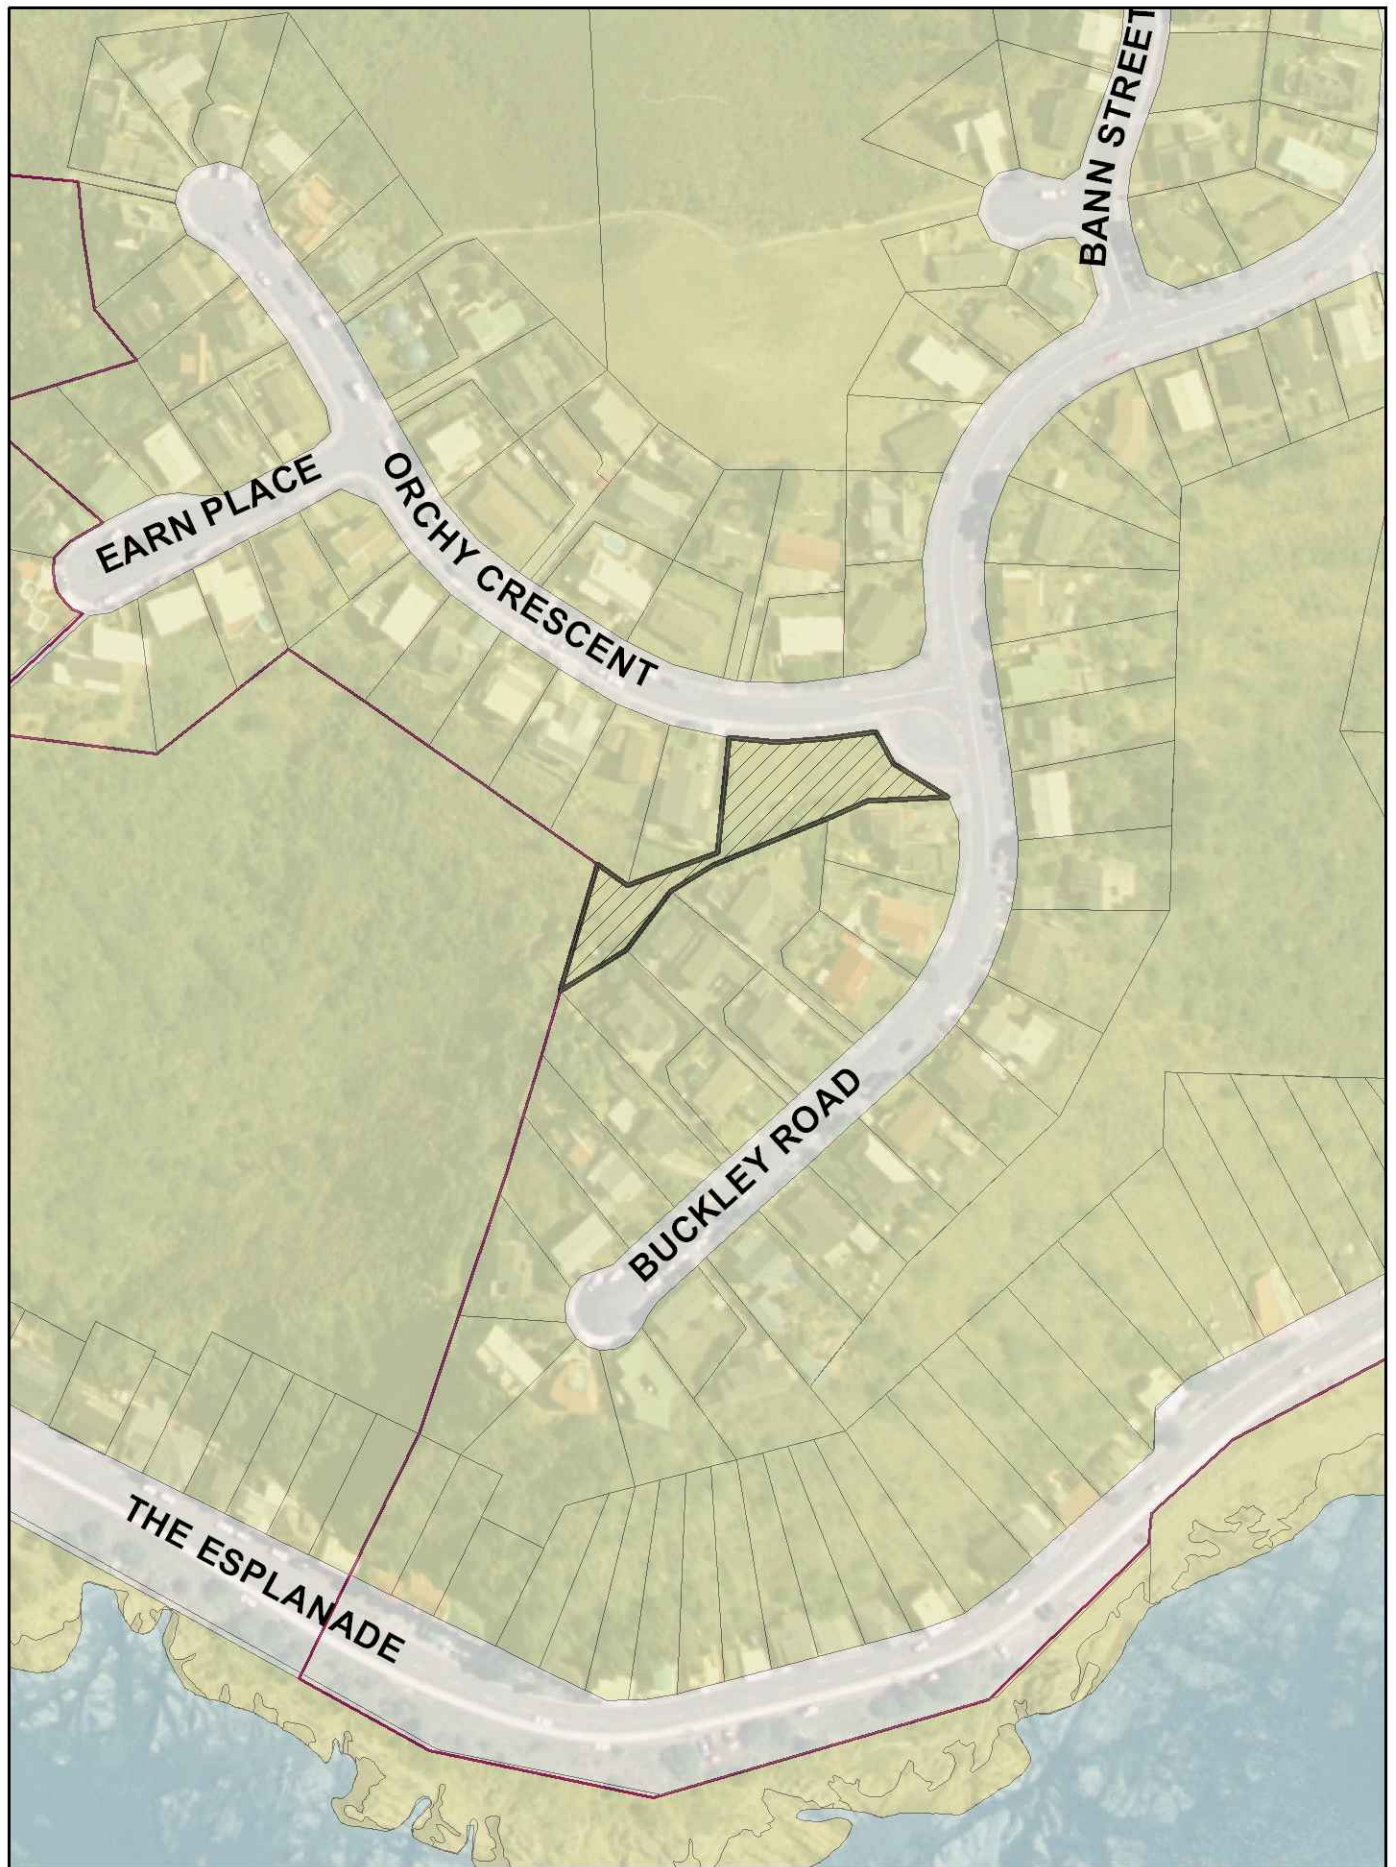 BANN STREET
EARN PLACE
ORCHY CRESCENT
BUCKLEY ROAD
THE ESPLANADE